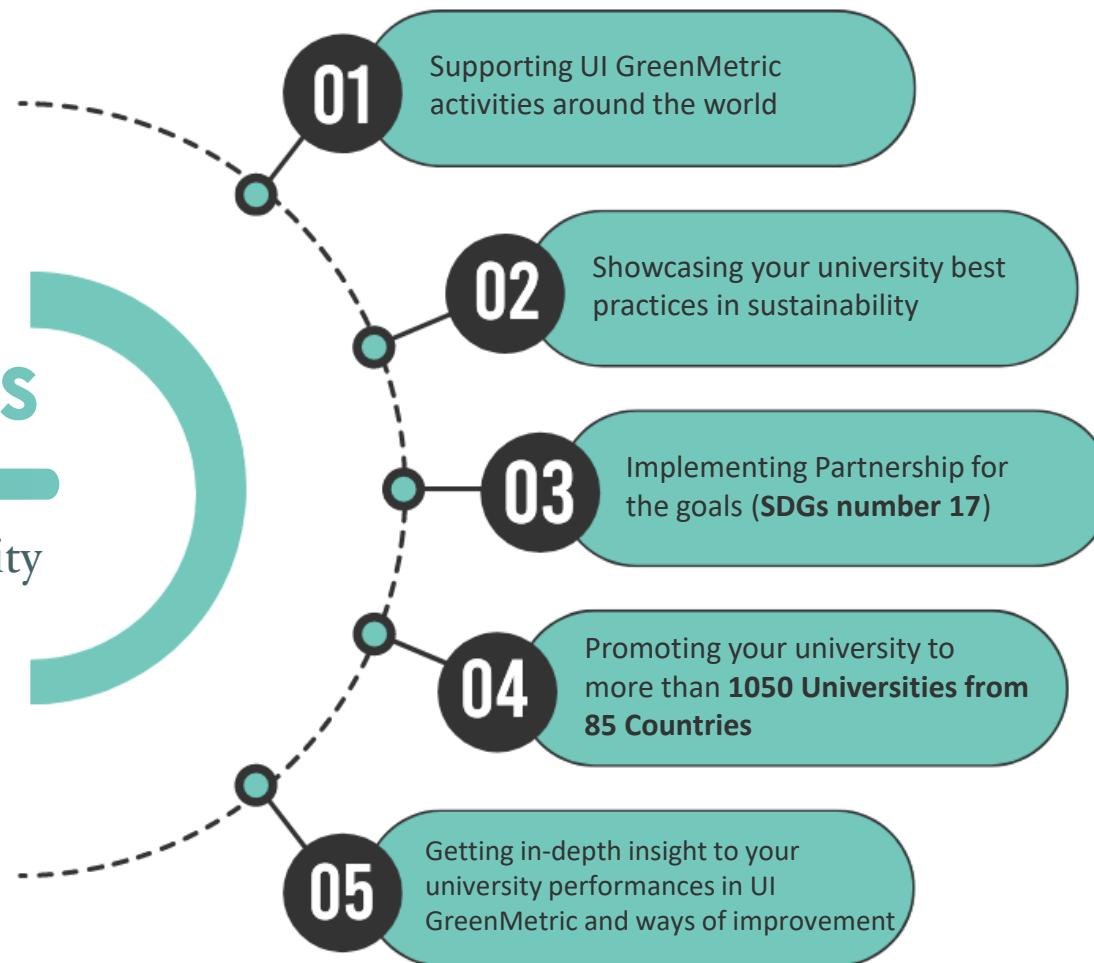 01
Supporting UI GreenMetric
activities around the world
02
Showcasing your university best
practices in sustainability
s
03
Implementing Partnership for
the goals (SDGs number 17)
ity
04
Promoting your university to
more than 1050 Universities from
85 Countries
05
Getting in-depth insight to your
university performances in UI
GreenMetric and ways of improvement